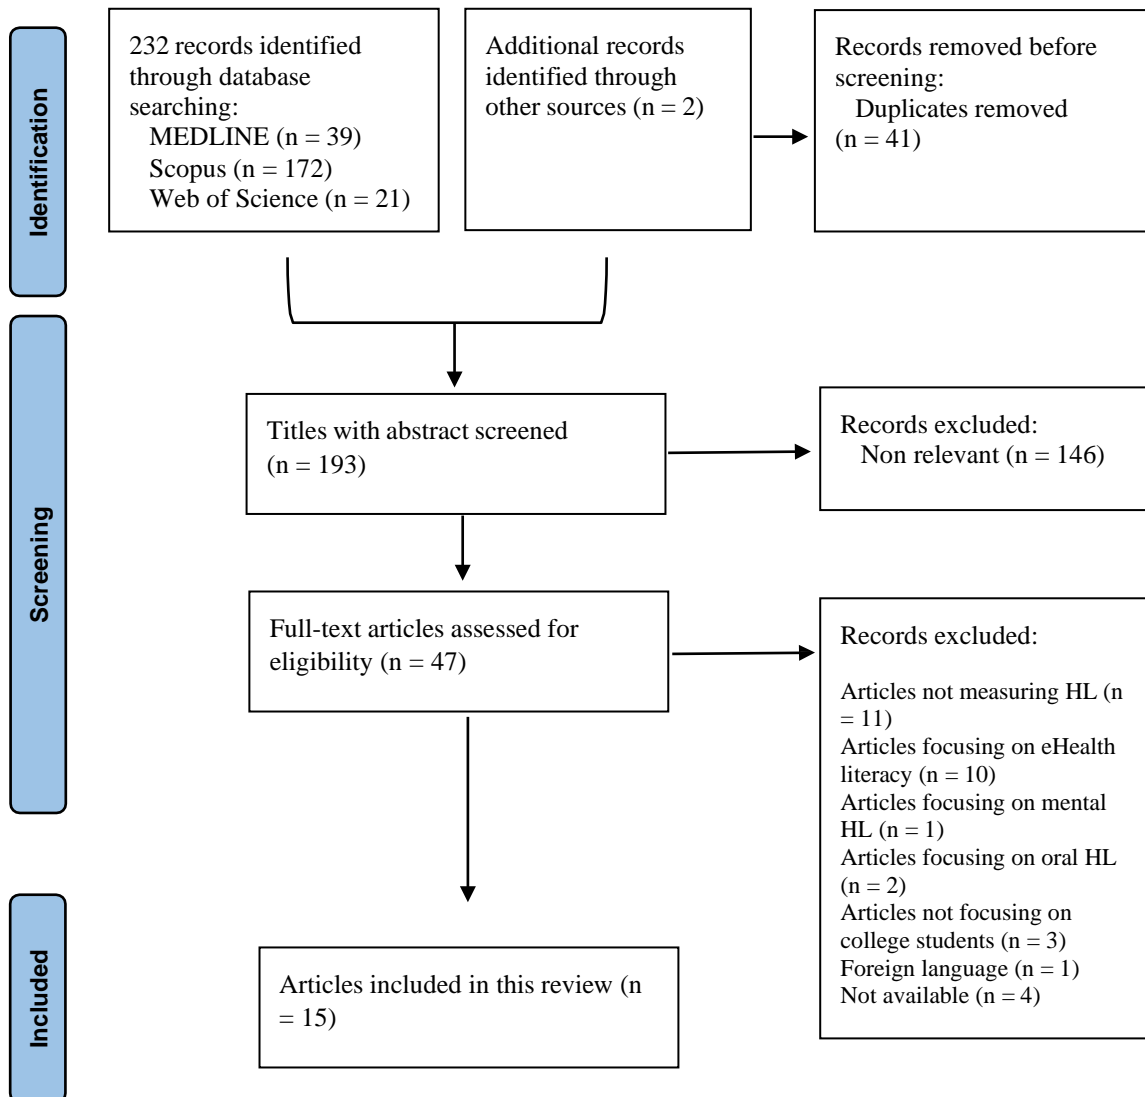 Identification
232 records identified
through database
searching:
MEDLINE (n = 39)
Scopus (n = 172)
Web of Science (n = 21)
Additional records
identified through
other sources (n = 2)
Records removed before
screening:
Duplicates removed
(n = 41)
Screening
Titles with abstract screened
(n = 193)
Records excluded:
Non relevant (n = 146)
Full-text articles assessed for
eligibility (n = 47)
Records excluded:
Articles not measuring HL (n
= 11)
Articles focusing on eHealth
literacy (n = 10)
Articles focusing on mental
HL (n = 1)
Articles focusing on oral HL
(n = 2)
Articles not focusing on
college students (n = 3)
Foreign language (n = 1)
Not available (n = 4)
Included
Articles included in this review (n
= 15)